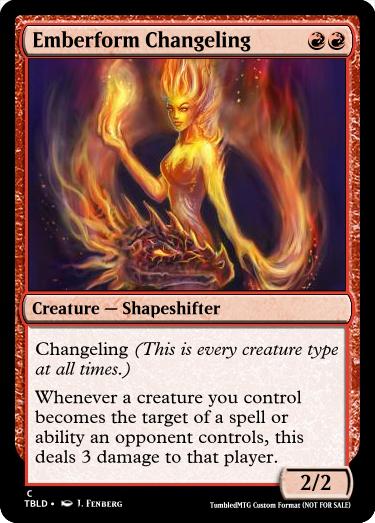 Emberform Changeling
Creature — Shapeshifter
Changeling (This is every creature type
at all times.)
Whenever a creature you control
becomes the target of a spell or
ability an opponent controls, this
deals 3 damage to that player.
2/2
C
TBLD • J. Fenberg
TumbledMTG Custom Format (NOT FOR SALE)